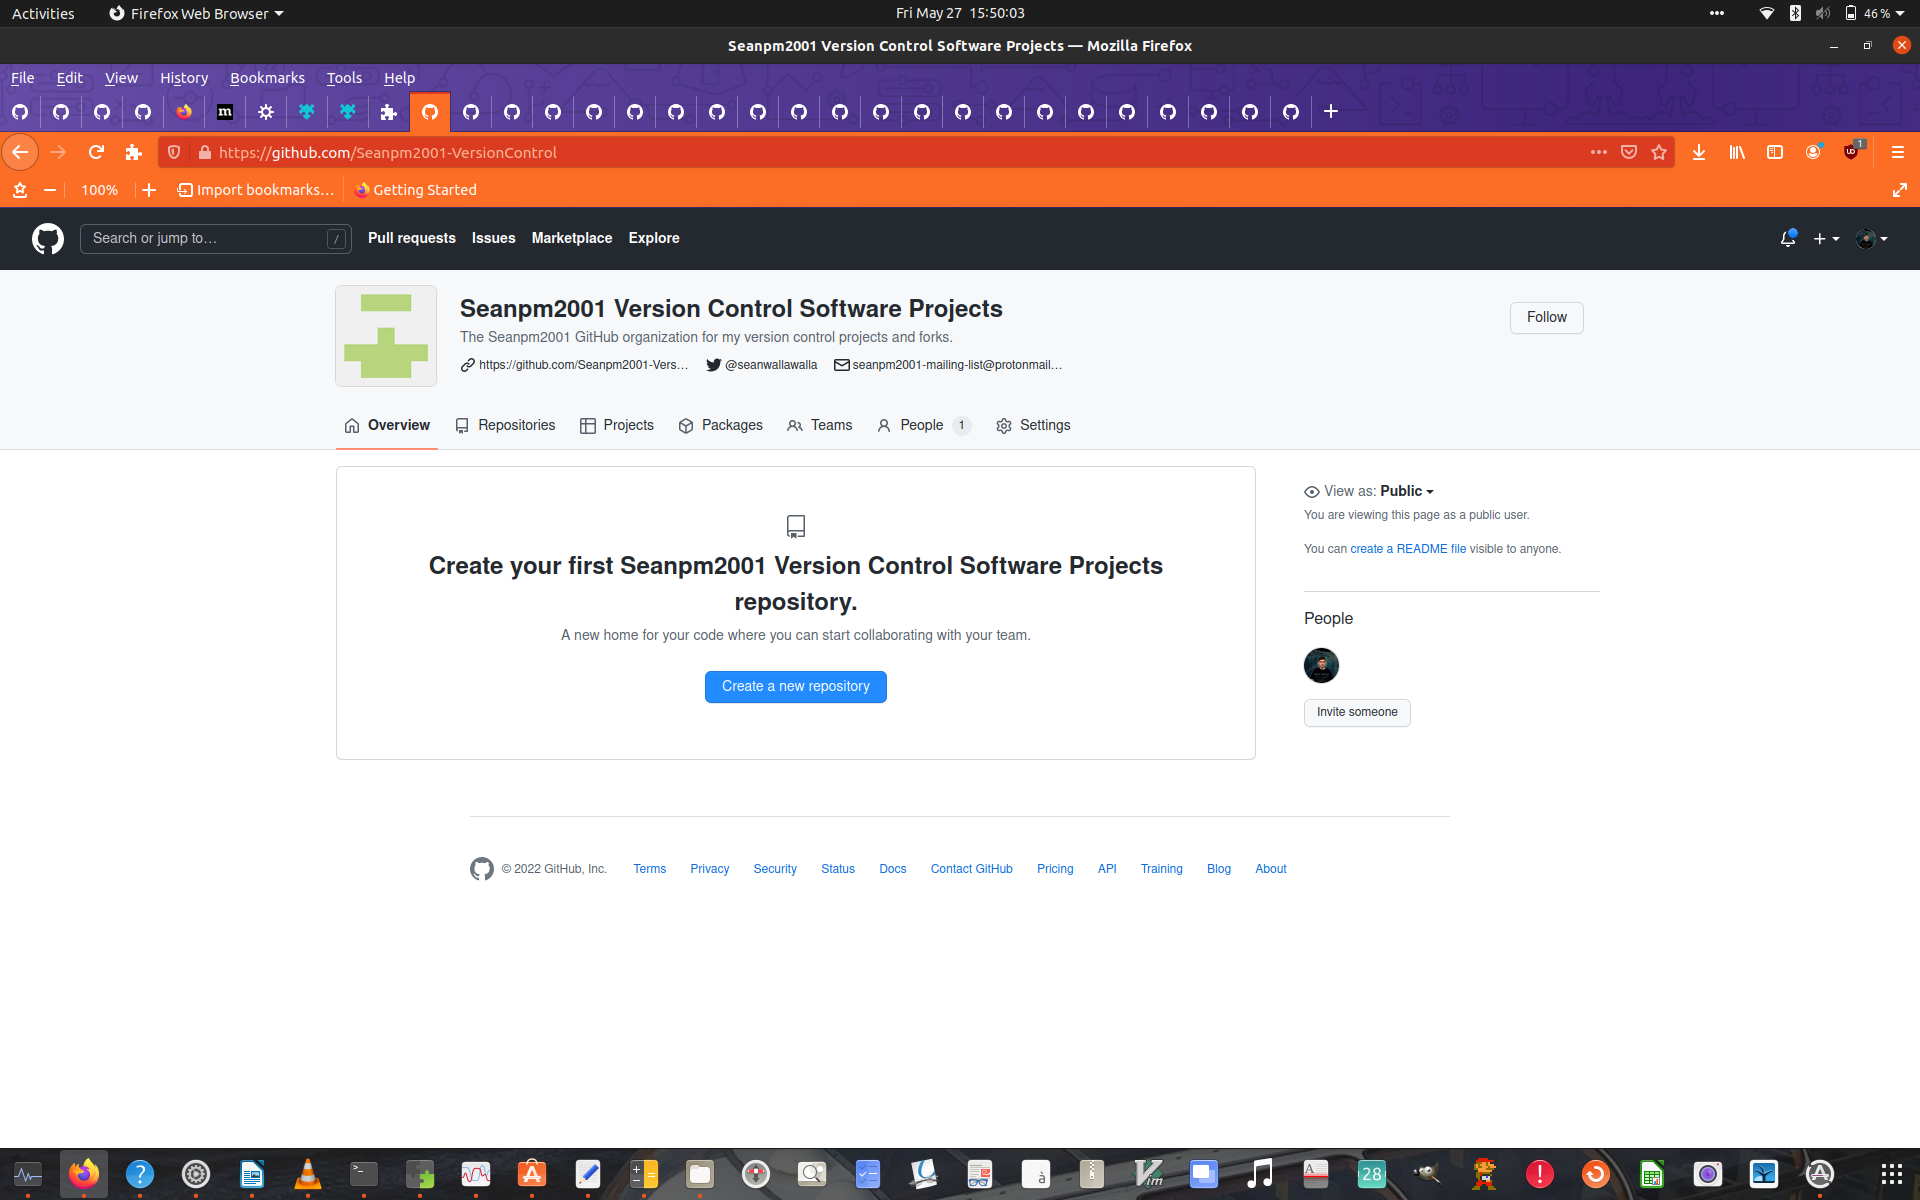 Activities Firefox Web Browser Fri May 27 15:50:03 46 %
Seanpm2001 Version Control Software Projects — Mozilla Firefox
File Edit View History Bookmarks Tools Help
m
https://github.com/Seanpm2001-VersionControl 1
100% Import bookmarks... Getting Started
Search or jump to... / Pull requests Issues Marketplace Explore
Seanpm2001 Version Control Software Projects
Follow
The Seanpm2001 GitHub organization for my version control projects and forks.
https://github.com/Seanpm2001-Vers... @seanwallawalla seanpm2001-mailing-list@protonmail...
Overview Repositories Projects Packages Teams People 1 Settings
View as: Public
You are viewing this page as a public user.
You can create a README file visible to anyone.
Create your first Seanpm2001 Version Control Software Projects
repository.
A new home for your code where you can start collaborating with your team.
Create a new repository
People
Invite someone
© 2022 GitHub, Inc. Terms Privacy Security Status Docs Contact GitHub Pricing API Training Blog About
? >_ à Vim A 28 !